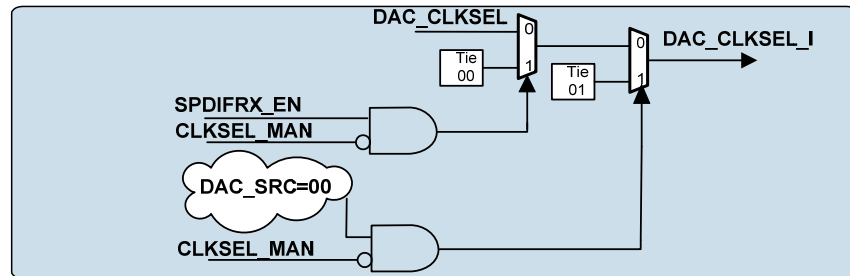 DAC_CLKSEL
0
1
Tie
00
0
1
Tie
01
DAC_CLKSEL_I
SPDIFRX_EN
CLKSEL_MAN
DAC_SRC=00
CLKSEL_MAN